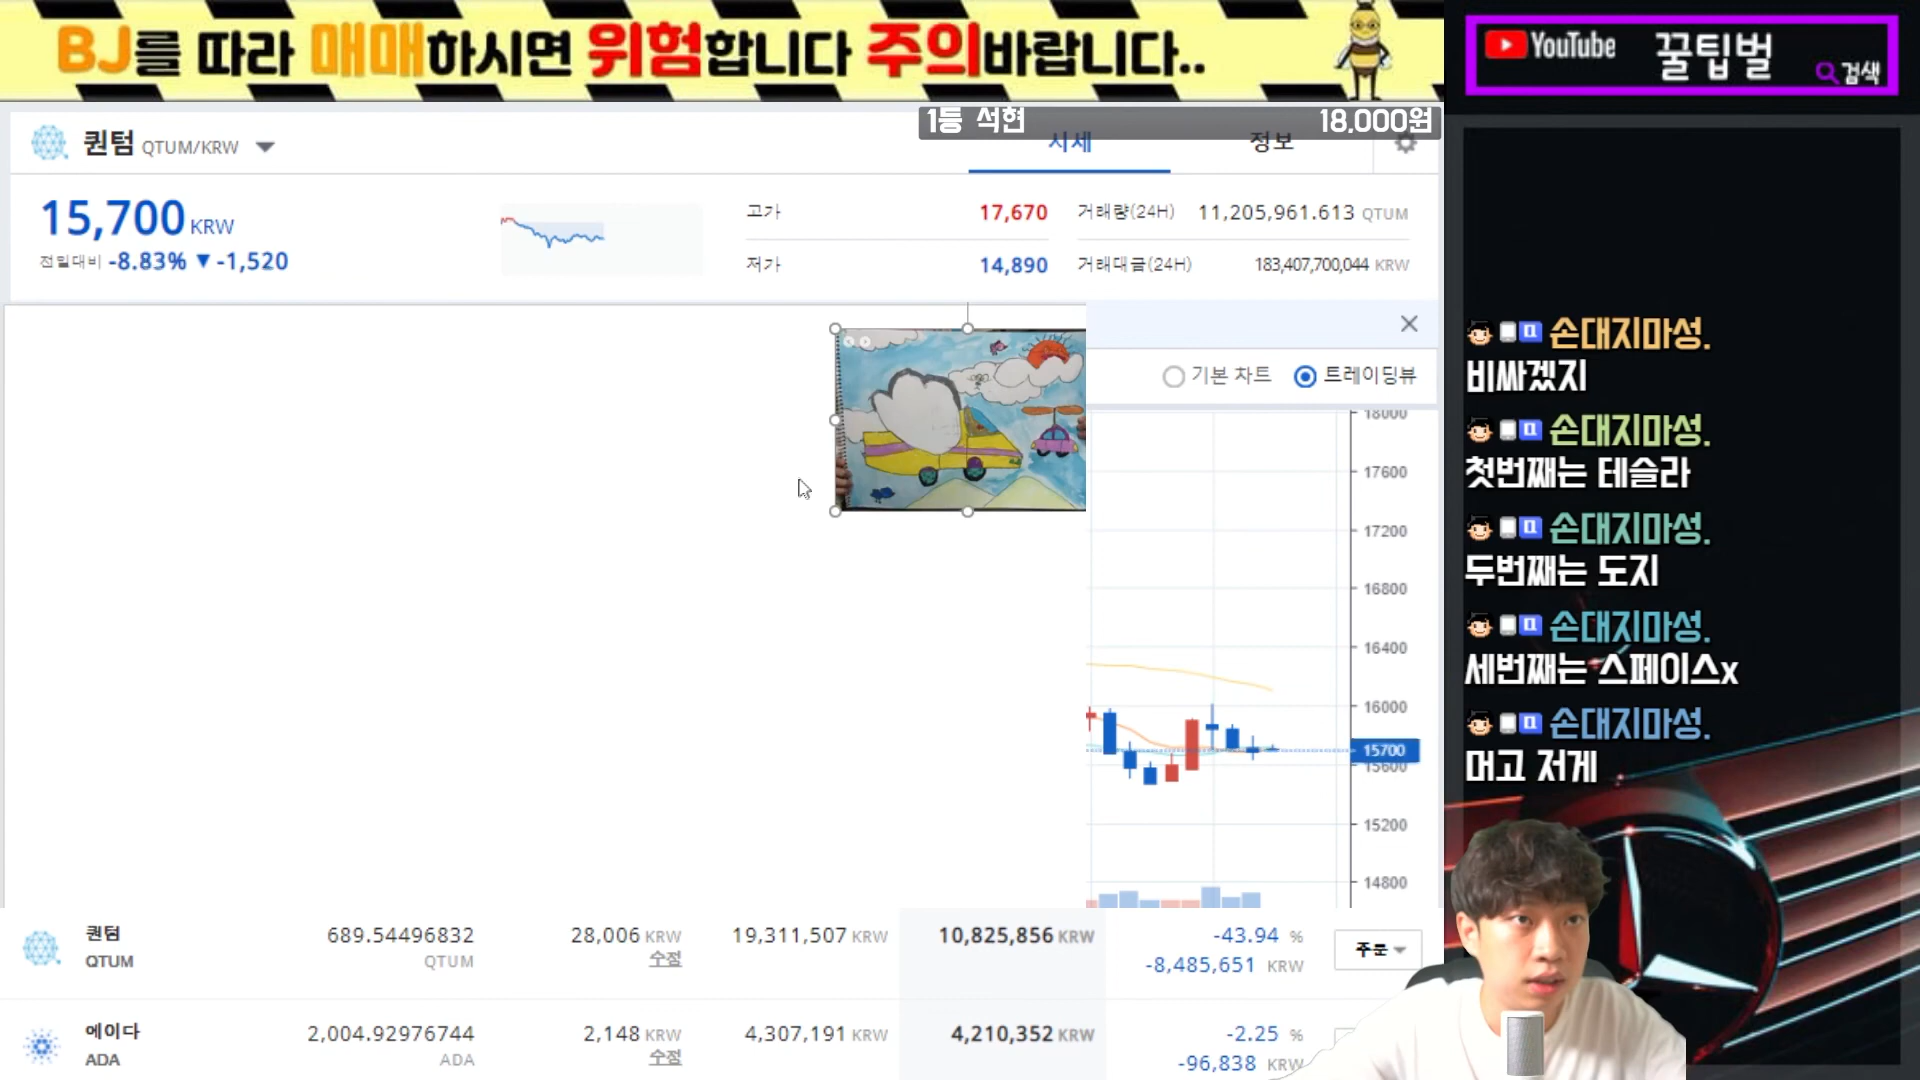 BJ를 따라 매매하시면 위험합니다 주의바랍니다..
YouTube 꿀팁벌 검색
1등 석현 18,000원
퀀텀 QTUM/KRW
시세 정보
15,700 KRW
전일대비 -8.83% ▼ -1,520
고가 17,670
저가 14,890
거래량(24H) 11,205,961.613 QTUM
거래대금(24H) 183,407,700,044 KRW
기본 차트 트레이딩뷰
18000
17600
17200
16800
16400
16000
15700
15600
15200
14800
퀀텀 689.54496832 28,006 KRW 19,311,507 KRW 10,825,856 KRW -43.94 % 주문
QTUM QTUM 수정 -8,485,651 KRW
에이다 2,004.92976744 2,148 KRW 4,307,191 KRW 4,210,352 KRW -2.25 %
ADA ADA 수정 -96,838 KRW
손대지마성.
비싸겠지
손대지마성.
첫번째는 테슬라
손대지마성.
두번째는 도지
손대지마성.
세번째는 스페이스x
손대지마성.
머고 저게